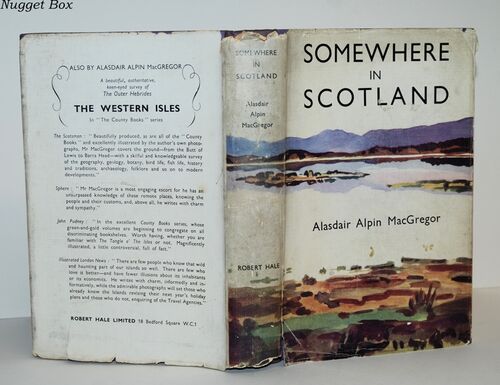 Nugget Box
ALSO BY ALASDAIR ALPIN MACGREGOR
A beautiful, authoritative,
keen-eyed survey of
The Outer Hebrides
THE WESTERN ISLES
In "The County Books" series
The Scotsman: "Beautifully produced, as are all of the "County
Books" and excellently illustrated by the author's own photo-
graphs, Mr MacGregor covers the ground—from the Butt of
Lewis to Barra Head—with a skilful and knowledgeable survey
of the geography, geology, botany, bird life, fish life, history
and traditions, archæology, folklore and so on to modern
developments."
Sphere: "Mr MacGregor is a most engaging escort for he has an
unsurpassed knowledge of these remote places, knowing the
people and their customs, and, above all, he writes with charm
and sympathy."
John Pudney: "In the excellent County Books series, whose
green-and-gold volumes are beginning to congregate on all
discriminating bookshelves. Worth having, whether you are
familiar with The Tangle o' The Isles or not. Magnificently
illustrated, a little controversial, full of fact."
Illustrated London News: "There are few people who know that wild
and haunting part of our islands so well. There are few who
love is better—and have fewer illusions about its inhabitants
or its economics. He writes with charm, informedly and in-
formatively, while the admirable photographs will set those who
already know the Islands revising their next year's holiday
plans and those who do not, enquiring of the Travel Agencies."
ROBERT HALE LIMITED 18 Bedford Square W.C.1
SOMEWHERE
IN
SCOTLAND
Alasdair
Alpin
MacGregor
ROBERT HALE
SOMEWHERE
IN
SCOTLAND
Alasdair Alpin MacGregor